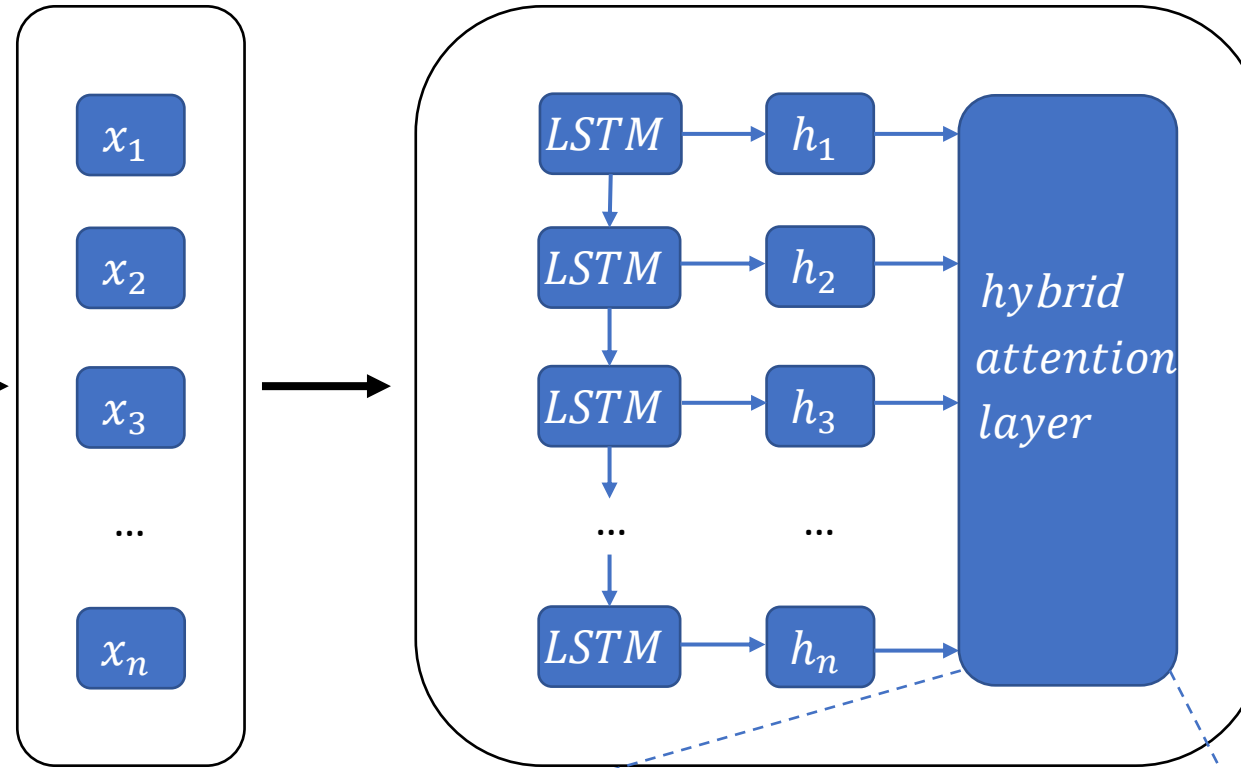 x₁
x₂
x₃
...
xₙ
LSTM
h₁
LSTM
h₂
LSTM
h₃
...
...
LSTM
hₙ
hybrid
attention
layer